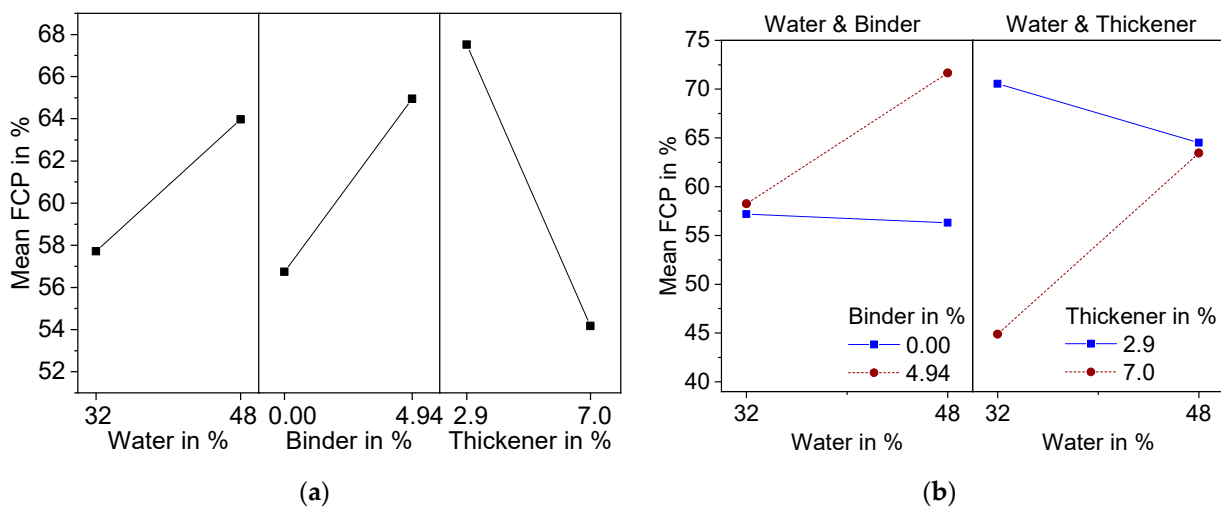 Mean FCP in %
68
66
64
62
60
58
56
54
52
32 48 0.00 4.94 2.9 7.0
Water in % Binder in % Thickener in %
(a)
Water & Binder Water & Thickener
Mean FCP in %
75
70
65
60
55
50
45
40
Binder in %
0.00
4.94
Thickener in %
2.9
7.0
32 48 32 48
Water in % Water in %
(b)